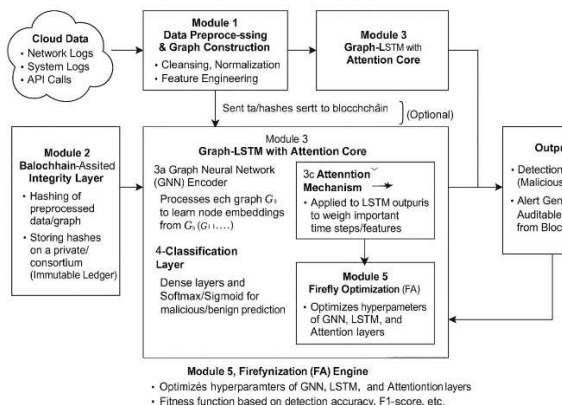 Cloud Data
• Network Logs
• System Logs
• API Calls
Module 1
Data Preproce-ssing
& Graph Construction
• Cleansing, Normalization
• Feature Engineering
Module 3
Graph-LSTM with
Attention Core
Sent ta/hashes sertt to blocchchâin
(Optional)
Module 2
Balochhain-Assited
Integrity Layer
• Hashing of
preprocessed
data/graph
• Storing hashes
on a private/
consortium
(Immutable Ledger)
Module 3
Graph-LSTM with Attention Core
3a Graph Neural Network
(GNN) Encoder
Processes ech graph
to learn node embeddings
from
4-Classification
Layer
Dense layers and
Softmax/Sigmoid for
malicious/benign prediction
3c Attenntion
Mechanism
• Applied to LSTM outpuris
to weigh important
time steps/features
Module 5
Firefly Optimization (FA)
• Optimizes hyperpameters
of GNN, LSTM, and
Attention layers
Outpu
• Detection
(Malicious
• Alert Gen
Auditable
from Bloc
Module 5, Firefynization (FA) Engine
• Optimizés hyperparamters of GNN, LSTM, and Attentiontion layers
• Fitness function based on detection accuracy, F1-score, etc.